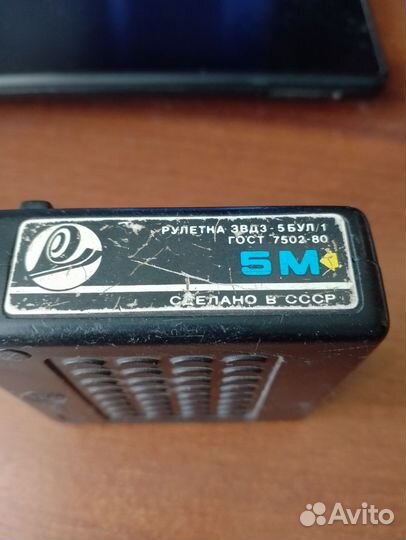 РУЛЕТКА ЗВДЗ-5БУЛ/1
ГОСТ 7502-80
5М
СДЕЛАНО В СССР
Avito